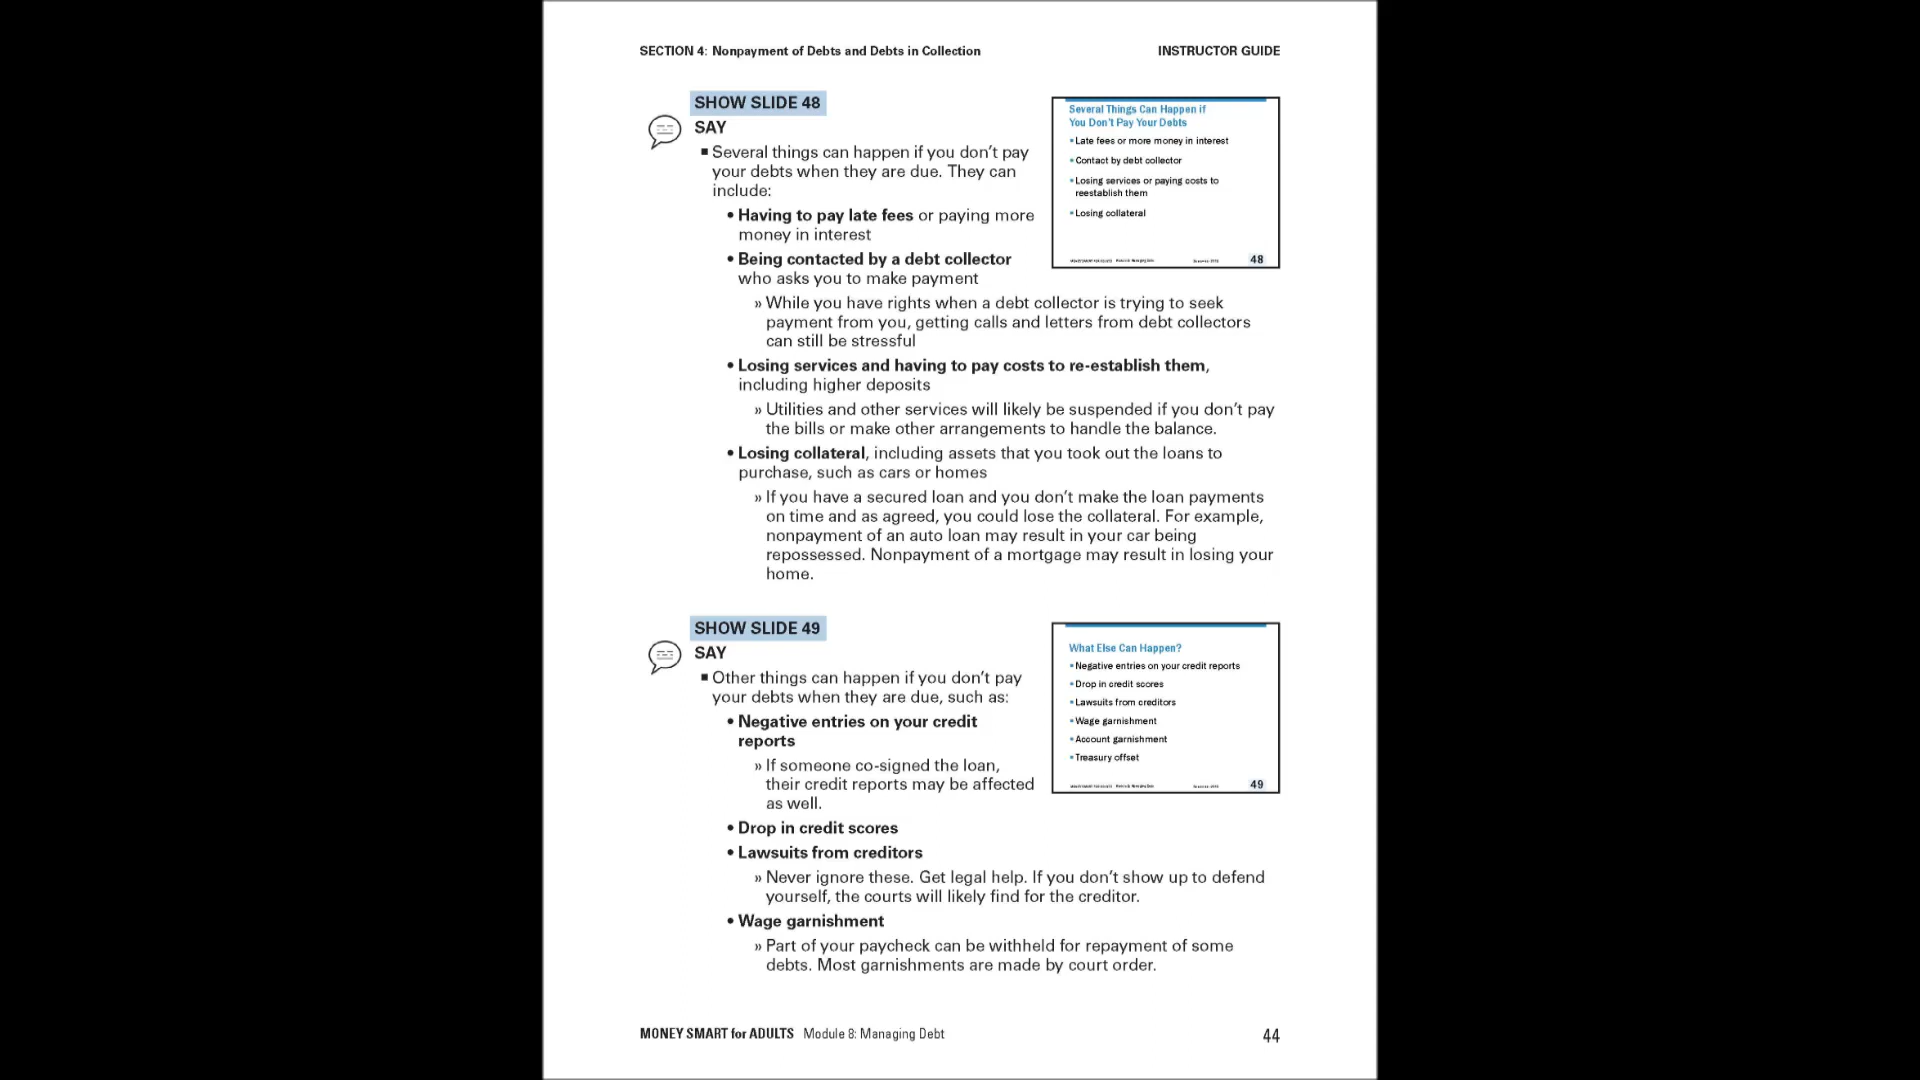 SECTION 4: Nonpayment of Debts and Debts in Collection
INSTRUCTOR GUIDE
SHOW SLIDE 48
SAY
▪ Several things can happen if you don’t pay
your debts when they are due. They can
include:
• Having to pay late fees or paying more
money in interest
• Being contacted by a debt collector
who asks you to make payment
» While you have rights when a debt collector is trying to seek
payment from you, getting calls and letters from debt collectors
can still be stressful
• Losing services and having to pay costs to re-establish them,
including higher deposits
» Utilities and other services will likely be suspended if you don’t pay
the bills or make other arrangements to handle the balance.
• Losing collateral, including assets that you took out the loans to
purchase, such as cars or homes
» If you have a secured loan and you don’t make the loan payments
on time and as agreed, you could lose the collateral. For example,
nonpayment of an auto loan may result in your car being
repossessed. Nonpayment of a mortgage may result in losing your
home.
Several Things Can Happen if
You Don’t Pay Your Debts
• Late fees or more money in interest
• Contact by debt collector
• Losing services or paying costs to
reestablish them
• Losing collateral
48
SHOW SLIDE 49
SAY
▪ Other things can happen if you don’t pay
your debts when they are due, such as:
• Negative entries on your credit
reports
» If someone co-signed the loan,
their credit reports may be affected
as well.
• Drop in credit scores
• Lawsuits from creditors
» Never ignore these. Get legal help. If you don’t show up to defend
yourself, the courts will likely find for the creditor.
• Wage garnishment
» Part of your paycheck can be withheld for repayment of some
debts. Most garnishments are made by court order.
What Else Can Happen?
• Negative entries on your credit reports
• Drop in credit scores
• Lawsuits from creditors
• Wage garnishment
• Account garnishment
• Treasury offset
49
MONEY SMART for ADULTS Module 8: Managing Debt
44